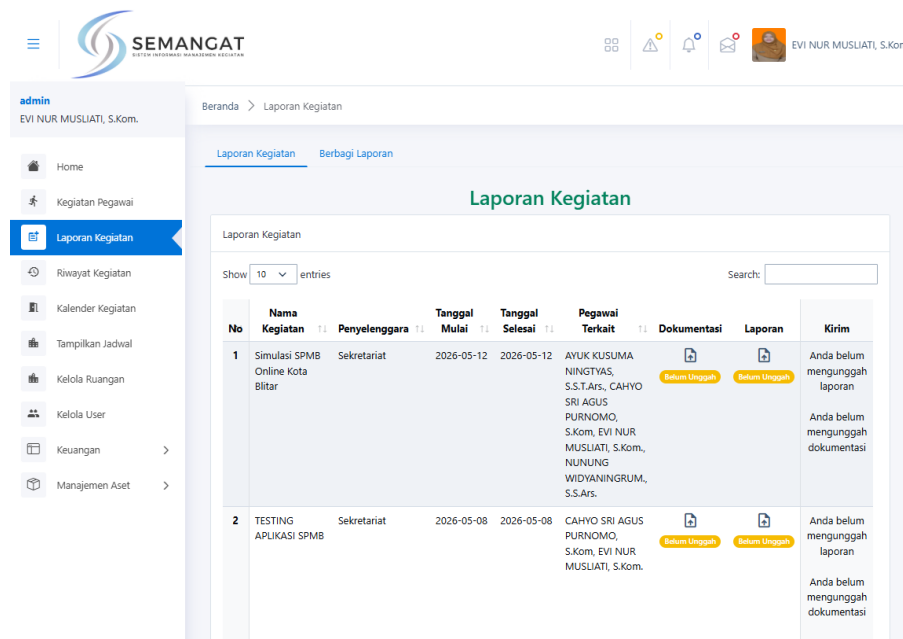 SEMANGAT
SISTEM INFORMASI MANAJEMEN KEGIATAN
EVI NUR MUSLIATI, S.Kor
admin
EVI NUR MUSLIATI, S.Kom.
Home
Kegiatan Pegawai
Laporan Kegiatan
Riwayat Kegiatan
Kalender Kegiatan
Tampilkan Jadwal
Kelola Ruangan
Kelola User
Keuangan
Manajemen Aset
Beranda > Laporan Kegiatan
Laporan Kegiatan Berbagi Laporan
Laporan Kegiatan
Laporan Kegiatan
Show 10 entries Search:
No
Nama
Kegiatan
Penyelenggara
Tanggal
Mulai
Tanggal
Selesai
Pegawai
Terkait
Dokumentasi
Laporan
Kirim
1
Simulasi SPMB
Online Kota
Blitar
Sekretariat
2026-05-12
2026-05-12
AYUK KUSUMA
NINGTYAS,
S.S.T.Ars., CAHYO
SRI AGUS
PURNOMO,
S.Kom, EVI NUR
MUSLIATI, S.Kom.,
NUNUNG
WIDYANINGRUM.,
S.S.Ars.
Belum Unggah
Belum Unggah
Anda belum
mengunggah
laporan
Anda belum
mengunggah
dokumentasi
2
TESTING
APLIKASI SPMB
Sekretariat
2026-05-08
2026-05-08
CAHYO SRI AGUS
PURNOMO,
S.Kom, EVI NUR
MUSLIATI, S.Kom.
Belum Unggah
Belum Unggah
Anda belum
mengunggah
laporan
Anda belum
mengunggah
dokumentasi